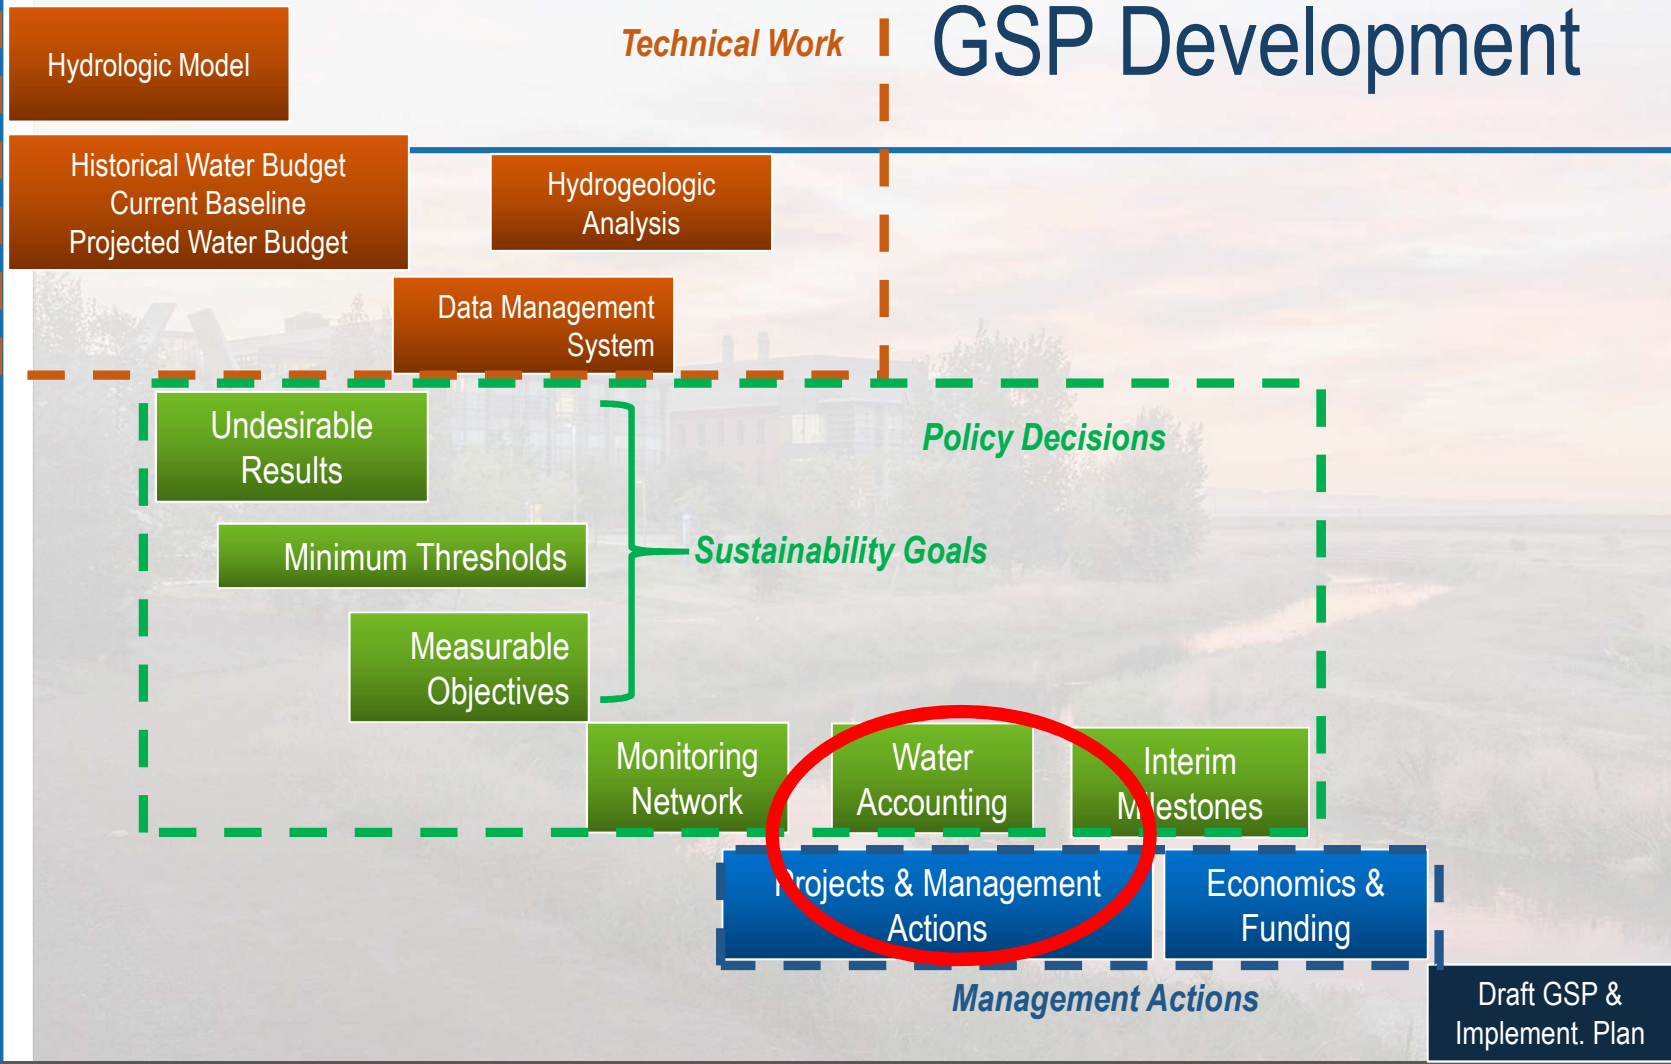 GSP Development
Technical Work
Hydrologic Model
Historical Water Budget
Current Baseline
Projected Water Budget
Hydrogeologic
Analysis
Data Management
System
Policy Decisions
Undesirable
Results
Minimum Thresholds
Sustainability Goals
Measurable
Objectives
Monitoring
Network
Water
Accounting
Interim
Milestones
Projects & Management
Actions
Economics &
Funding
Management Actions
Draft GSP &
Implement. Plan